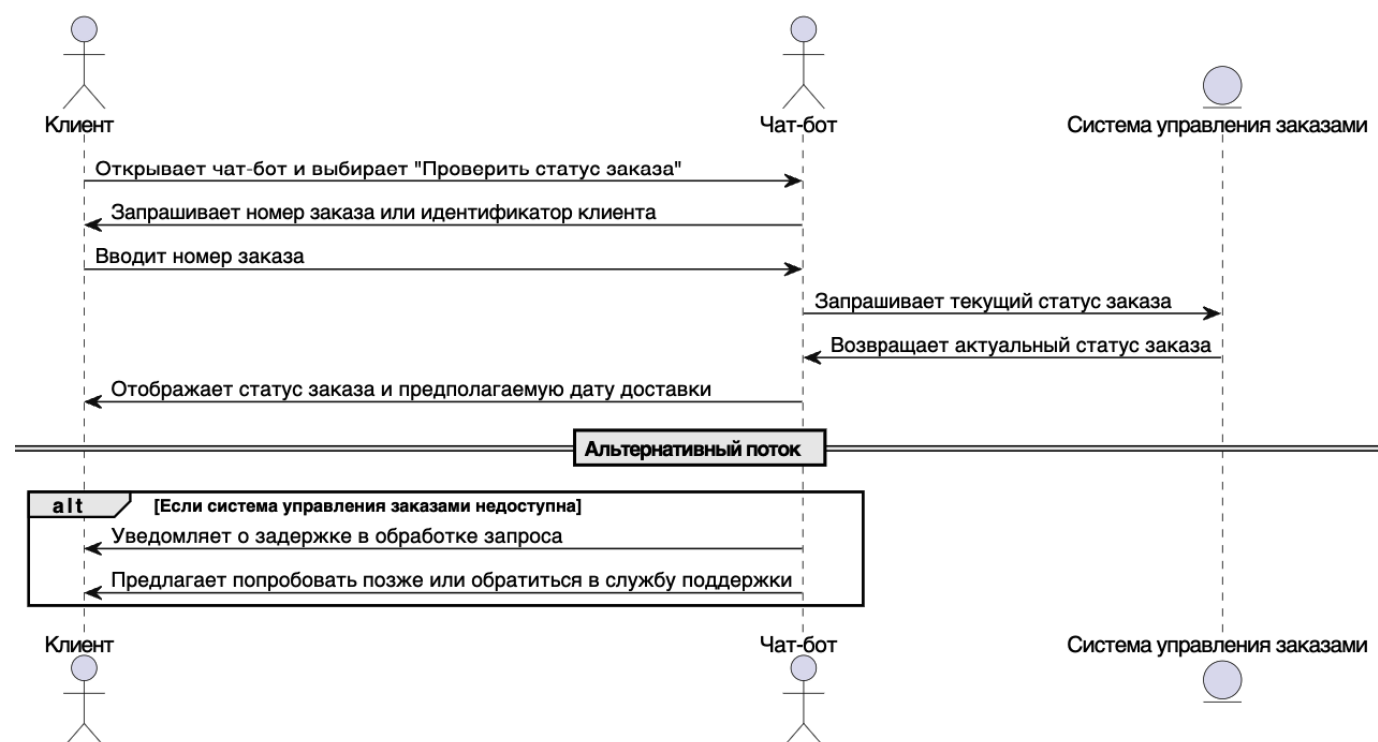 Клиент
Чат-бот
Система управления заказами
Открывает чат-бот и выбирает "Проверить статус заказа"
Запрашивает номер заказа или идентификатор клиента
Вводит номер заказа
Запрашивает текущий статус заказа
Возвращает актуальный статус заказа
Отображает статус заказа и предполагаемую дату доставки
Альтернативный поток
alt [Если система управления заказами недоступна]
Уведомляет о задержке в обработке запроса
Предлагает попробовать позже или обратиться в службу поддержки
Клиент
Чат-бот
Система управления заказами